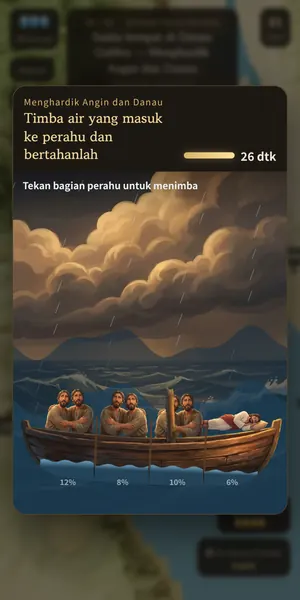 Menghardik Angin dan Danau
Timba air yang masuk
ke perahu dan
bertahanlah
26 dtk
Tekan bagian perahu untuk menimba
12% 8% 10% 6%